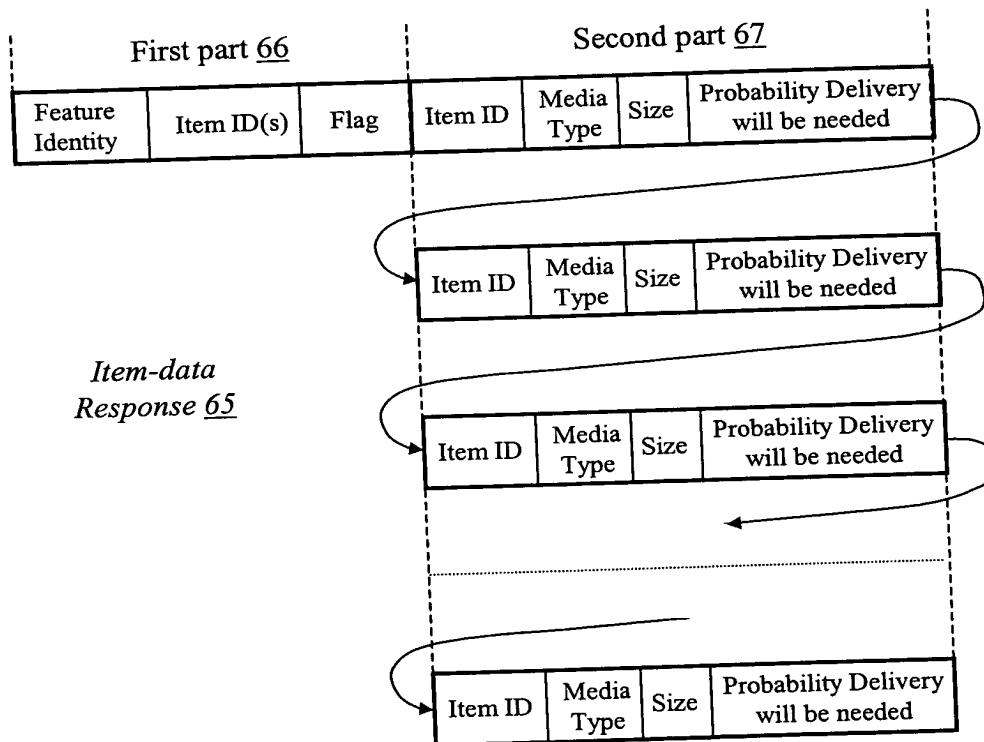 First part 66
Second part 67
Feature Identity
Item ID(s)
Flag
Item ID
Media Type
Size
Probability Delivery will be needed
Item ID
Media Type
Size
Probability Delivery will be needed
Item-data
Response 65
Item ID
Media Type
Size
Probability Delivery will be needed
Item ID
Media Type
Size
Probability Delivery will be needed